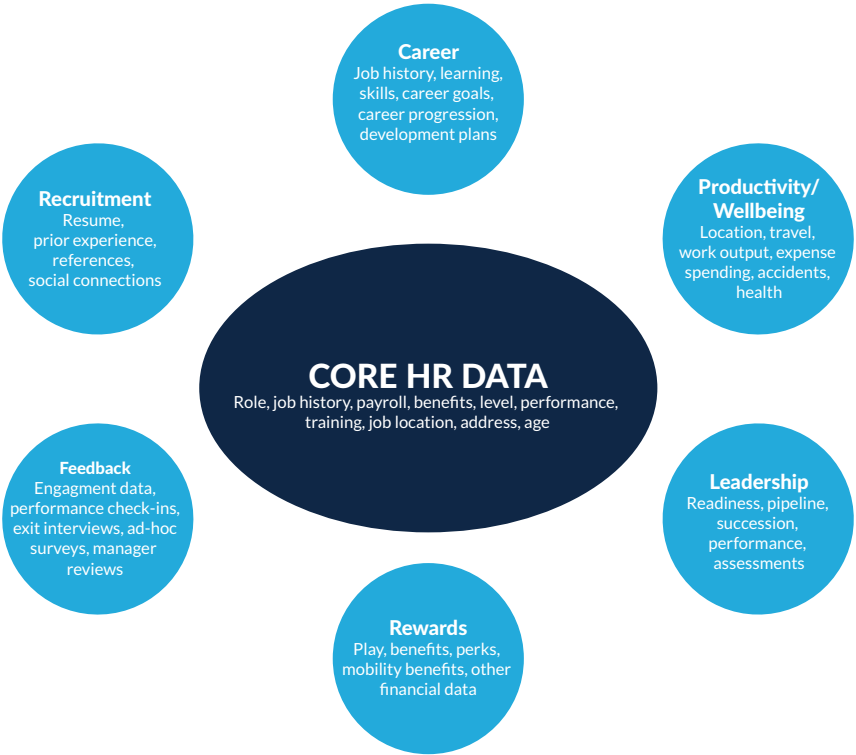 Career
Job history, learning,
skills, career goals,
career progression,
development plans
Recruitment
Resume,
prior experience,
references,
social connections
Productivity/
Wellbeing
Location, travel,
work output, expense
spending, accidents,
health
CORE HR DATA
Role, job history, payroll, benefits, level, performance,
training, job location, address, age
Feedback
Engagment data,
performance check-ins,
exit interviews, ad-hoc
surveys, manager
reviews
Leadership
Readiness, pipeline,
succession,
performance,
assessments
Rewards
Play, benefits, perks,
mobility benefits, other
financial data